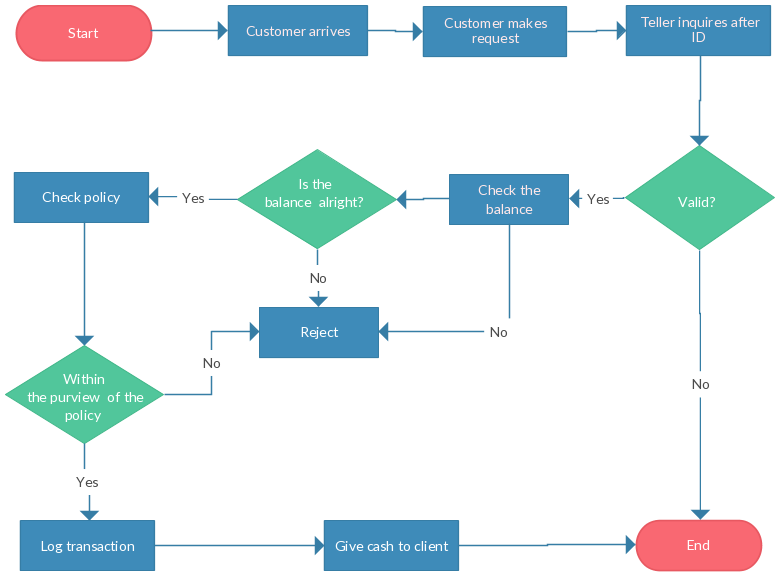 Start
Customer arrives
Customer makes
request
Teller inquires after
ID
Check policy
Yes
Is the
balance alright?
Check the
balance
Yes
Valid?
No
Reject
No
No
Within
the purview of the
policy
No
Yes
Log transaction
Give cash to client
End